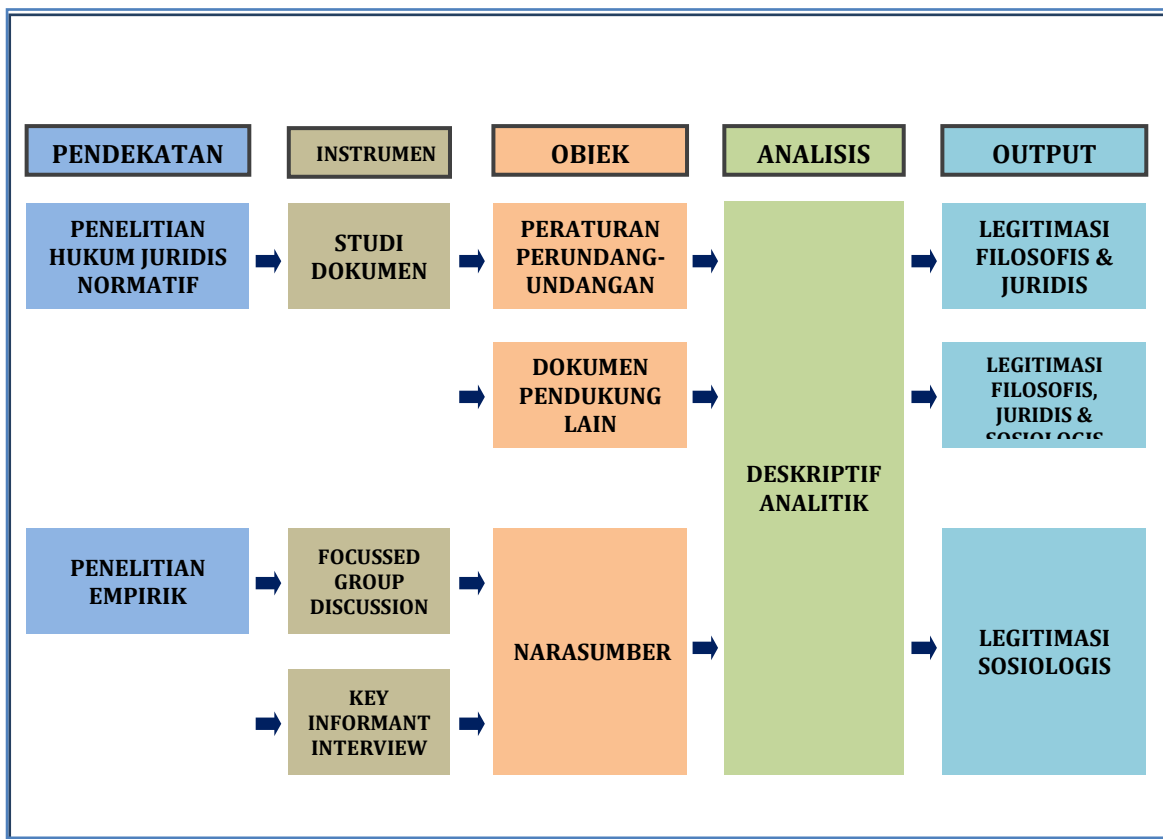 PENDEKATAN
INSTRUMEN
OBJEK
ANALISIS
OUTPUT
PENELITIAN
HUKUM JURIDIS
NORMATIF
STUDI
DOKUMEN
PERATURAN
PERUNDANG-
UNDANGAN
LEGITIMASI
FILOSOFIS &
JURIDIS
DOKUMEN
PENDUKUNG
LAIN
LEGITIMASI
FILOSOFIS,
JURIDIS &
SOSIOLOGIS
DESKRIPTIF
ANALITIK
PENELITIAN
EMPIRIK
FOCUSSED
GROUP
DISCUSSION
NARASUMBER
LEGITIMASI
SOSIOLOGIS
KEY
INFORMANT
INTERVIEW